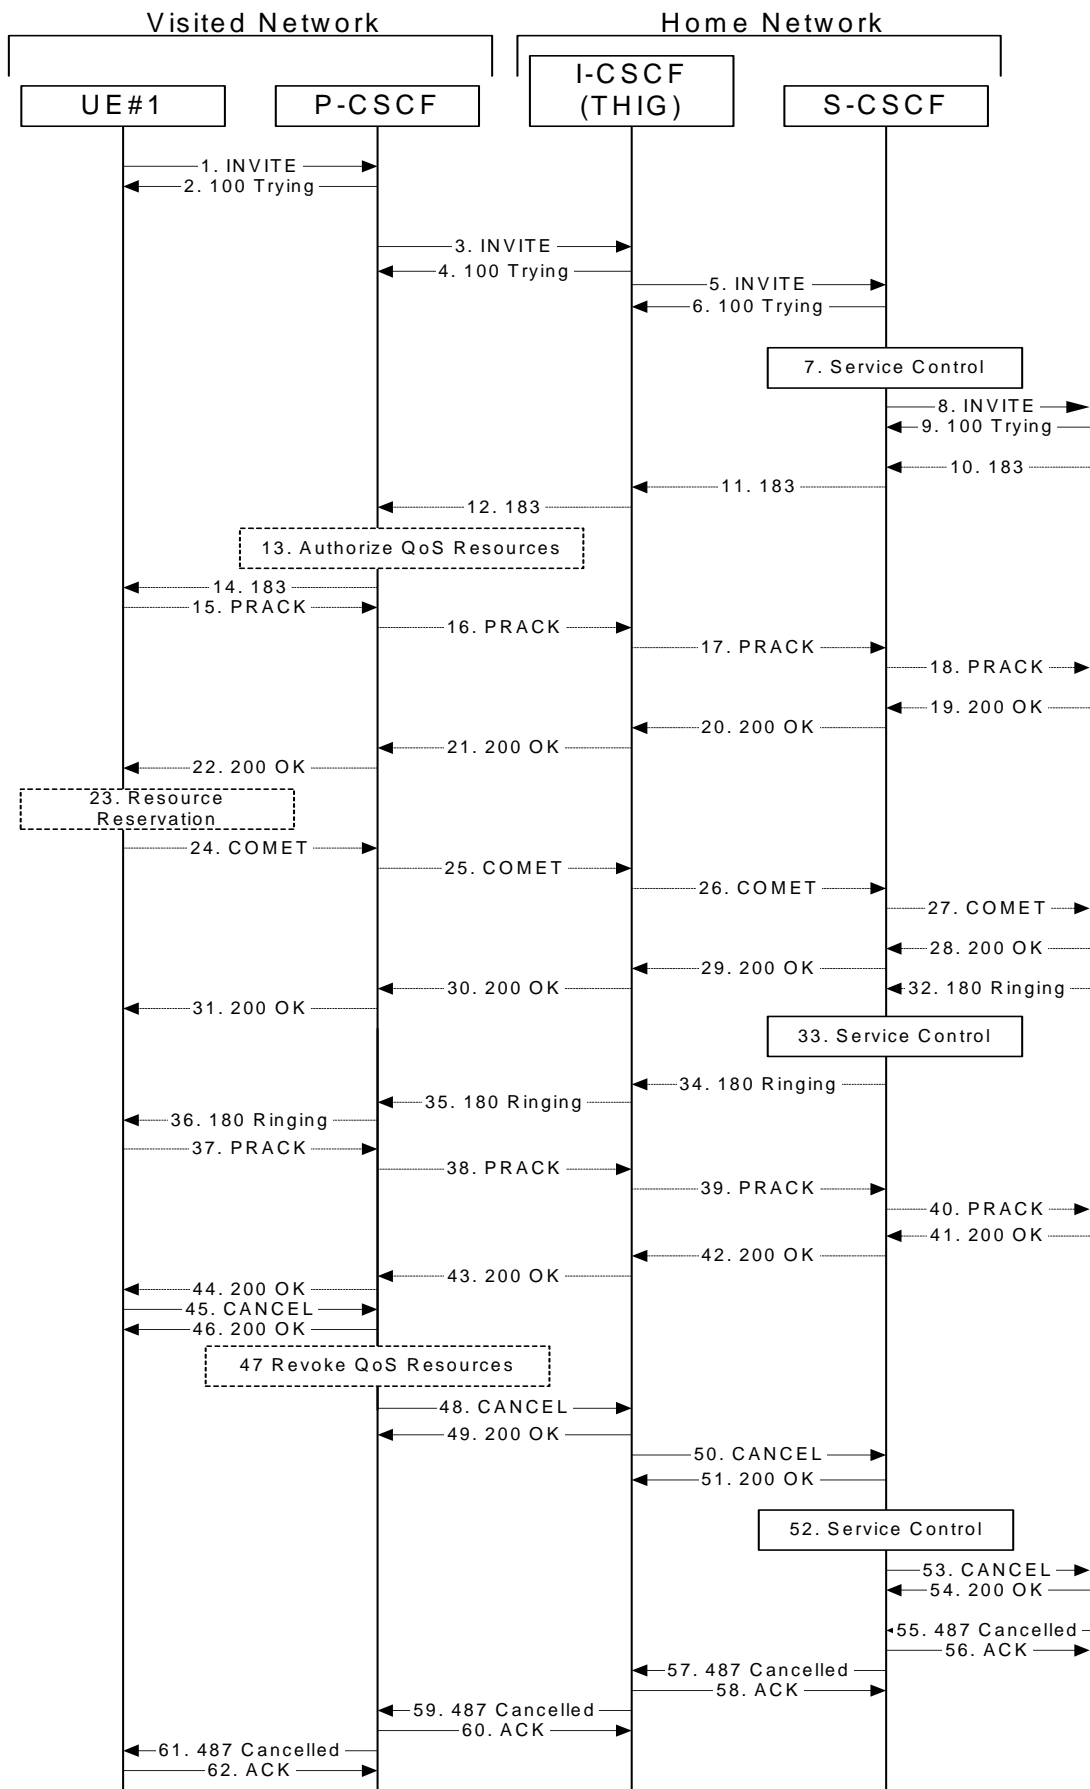 Visited Network
Home Network
UE#1
P-CSCF
I-CSCF
(THIG)
S-CSCF
1. INVITE
2. 100 Trying
3. INVITE
4. 100 Trying
5. INVITE
6. 100 Trying
7. Service Control
8. INVITE
9. 100 Trying
10. 183
11. 183
12. 183
13. Authorize QoS Resources
14. 183
15. PRACK
16. PRACK
17. PRACK
18. PRACK
19. 200 OK
20. 200 OK
21. 200 OK
22. 200 OK
23. Resource
Reservation
24. COMET
25. COMET
26. COMET
27. COMET
28. 200 OK
29. 200 OK
30. 200 OK
32. 180 Ringing
31. 200 OK
33. Service Control
34. 180 Ringing
35. 180 Ringing
36. 180 Ringing
37. PRACK
38. PRACK
39. PRACK
40. PRACK
41. 200 OK
42. 200 OK
43. 200 OK
44. 200 OK
45. CANCEL
46. 200 OK
47 Revoke QoS Resources
48. CANCEL
49. 200 OK
50. CANCEL
51. 200 OK
52. Service Control
53. CANCEL
54. 200 OK
55. 487 Cancelled
56. ACK
57. 487 Cancelled
58. ACK
59. 487 Cancelled
60. ACK
61. 487 Cancelled
62. ACK